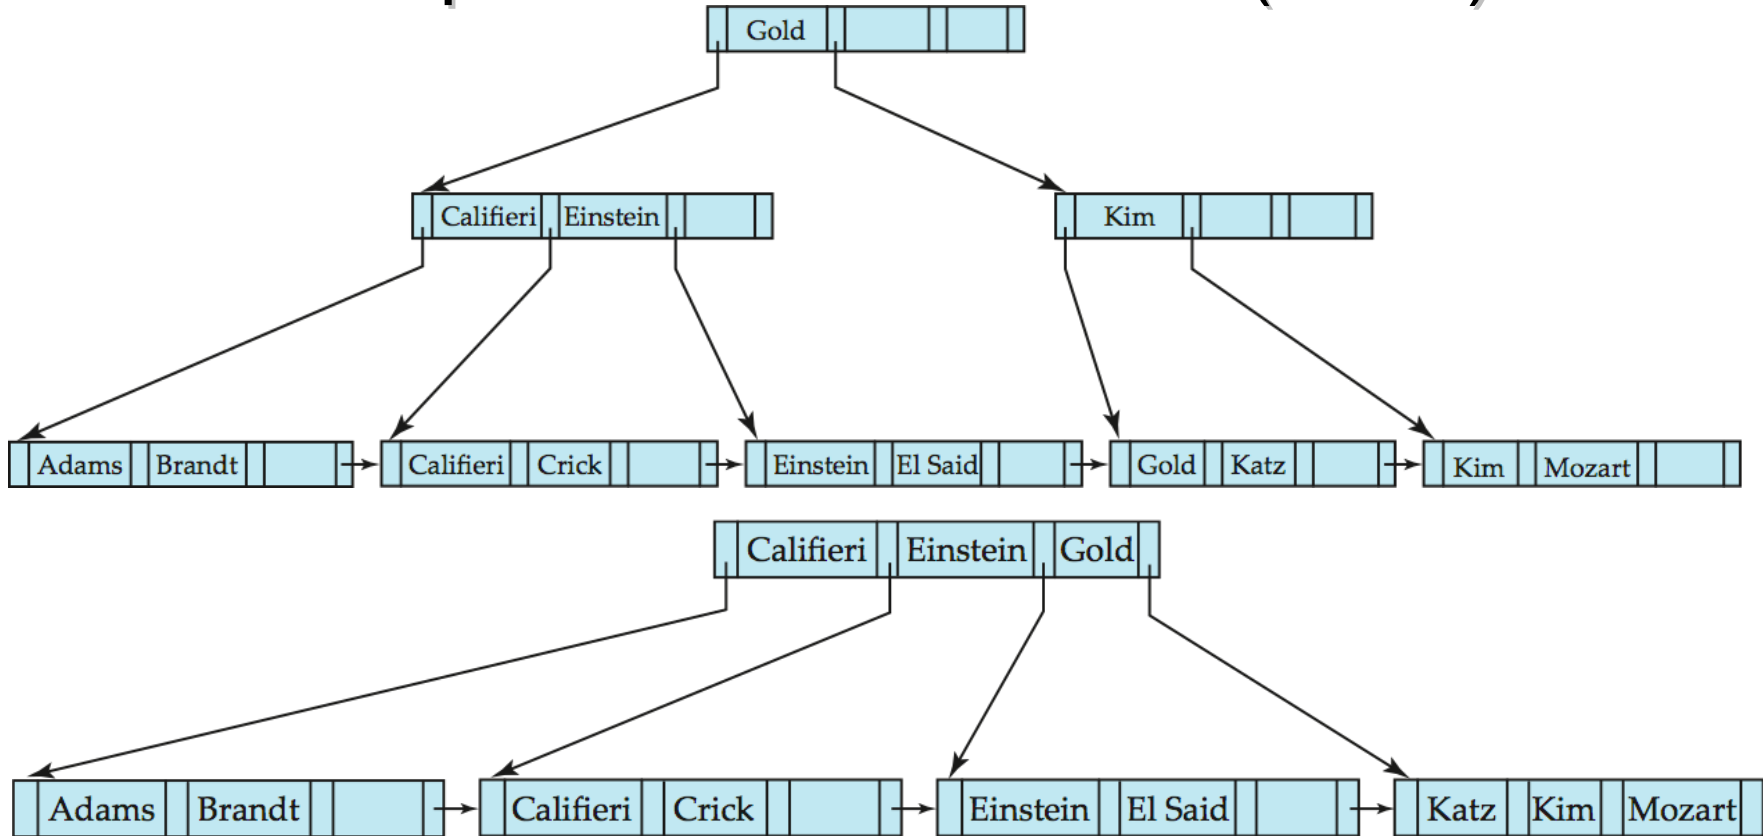 Gold
Califieri Einstein Kim
Adams Brandt Califieri Crick Einstein El Said Gold Katz Kim Mozart
Califieri Einstein Gold
Adams Brandt Califieri Crick Einstein El Said Katz Kim Mozart